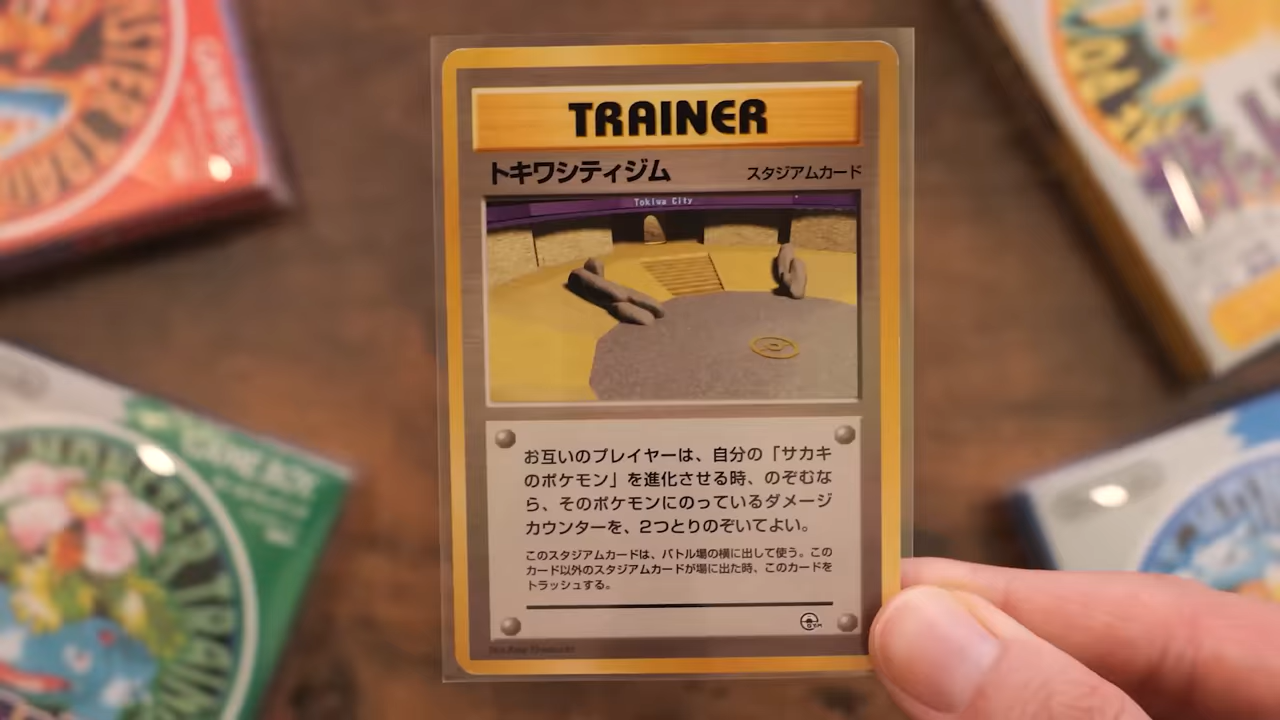 TRAINER
トキワシティジム
スタジアムカード
Tokiwa City
お互いのプレイヤーは、自分の「サカキ
のポケモン」を進化させる時、のぞむな
ら、そのポケモンにのっているダメージ
カウンターを、2つとりのぞいてよい。
このスタジアムカードは、バトル場の横に出して使う。この
カード以外のスタジアムカードが場に出た時、このカードを
トラッシュする。
GAME BOY
GAME BOY